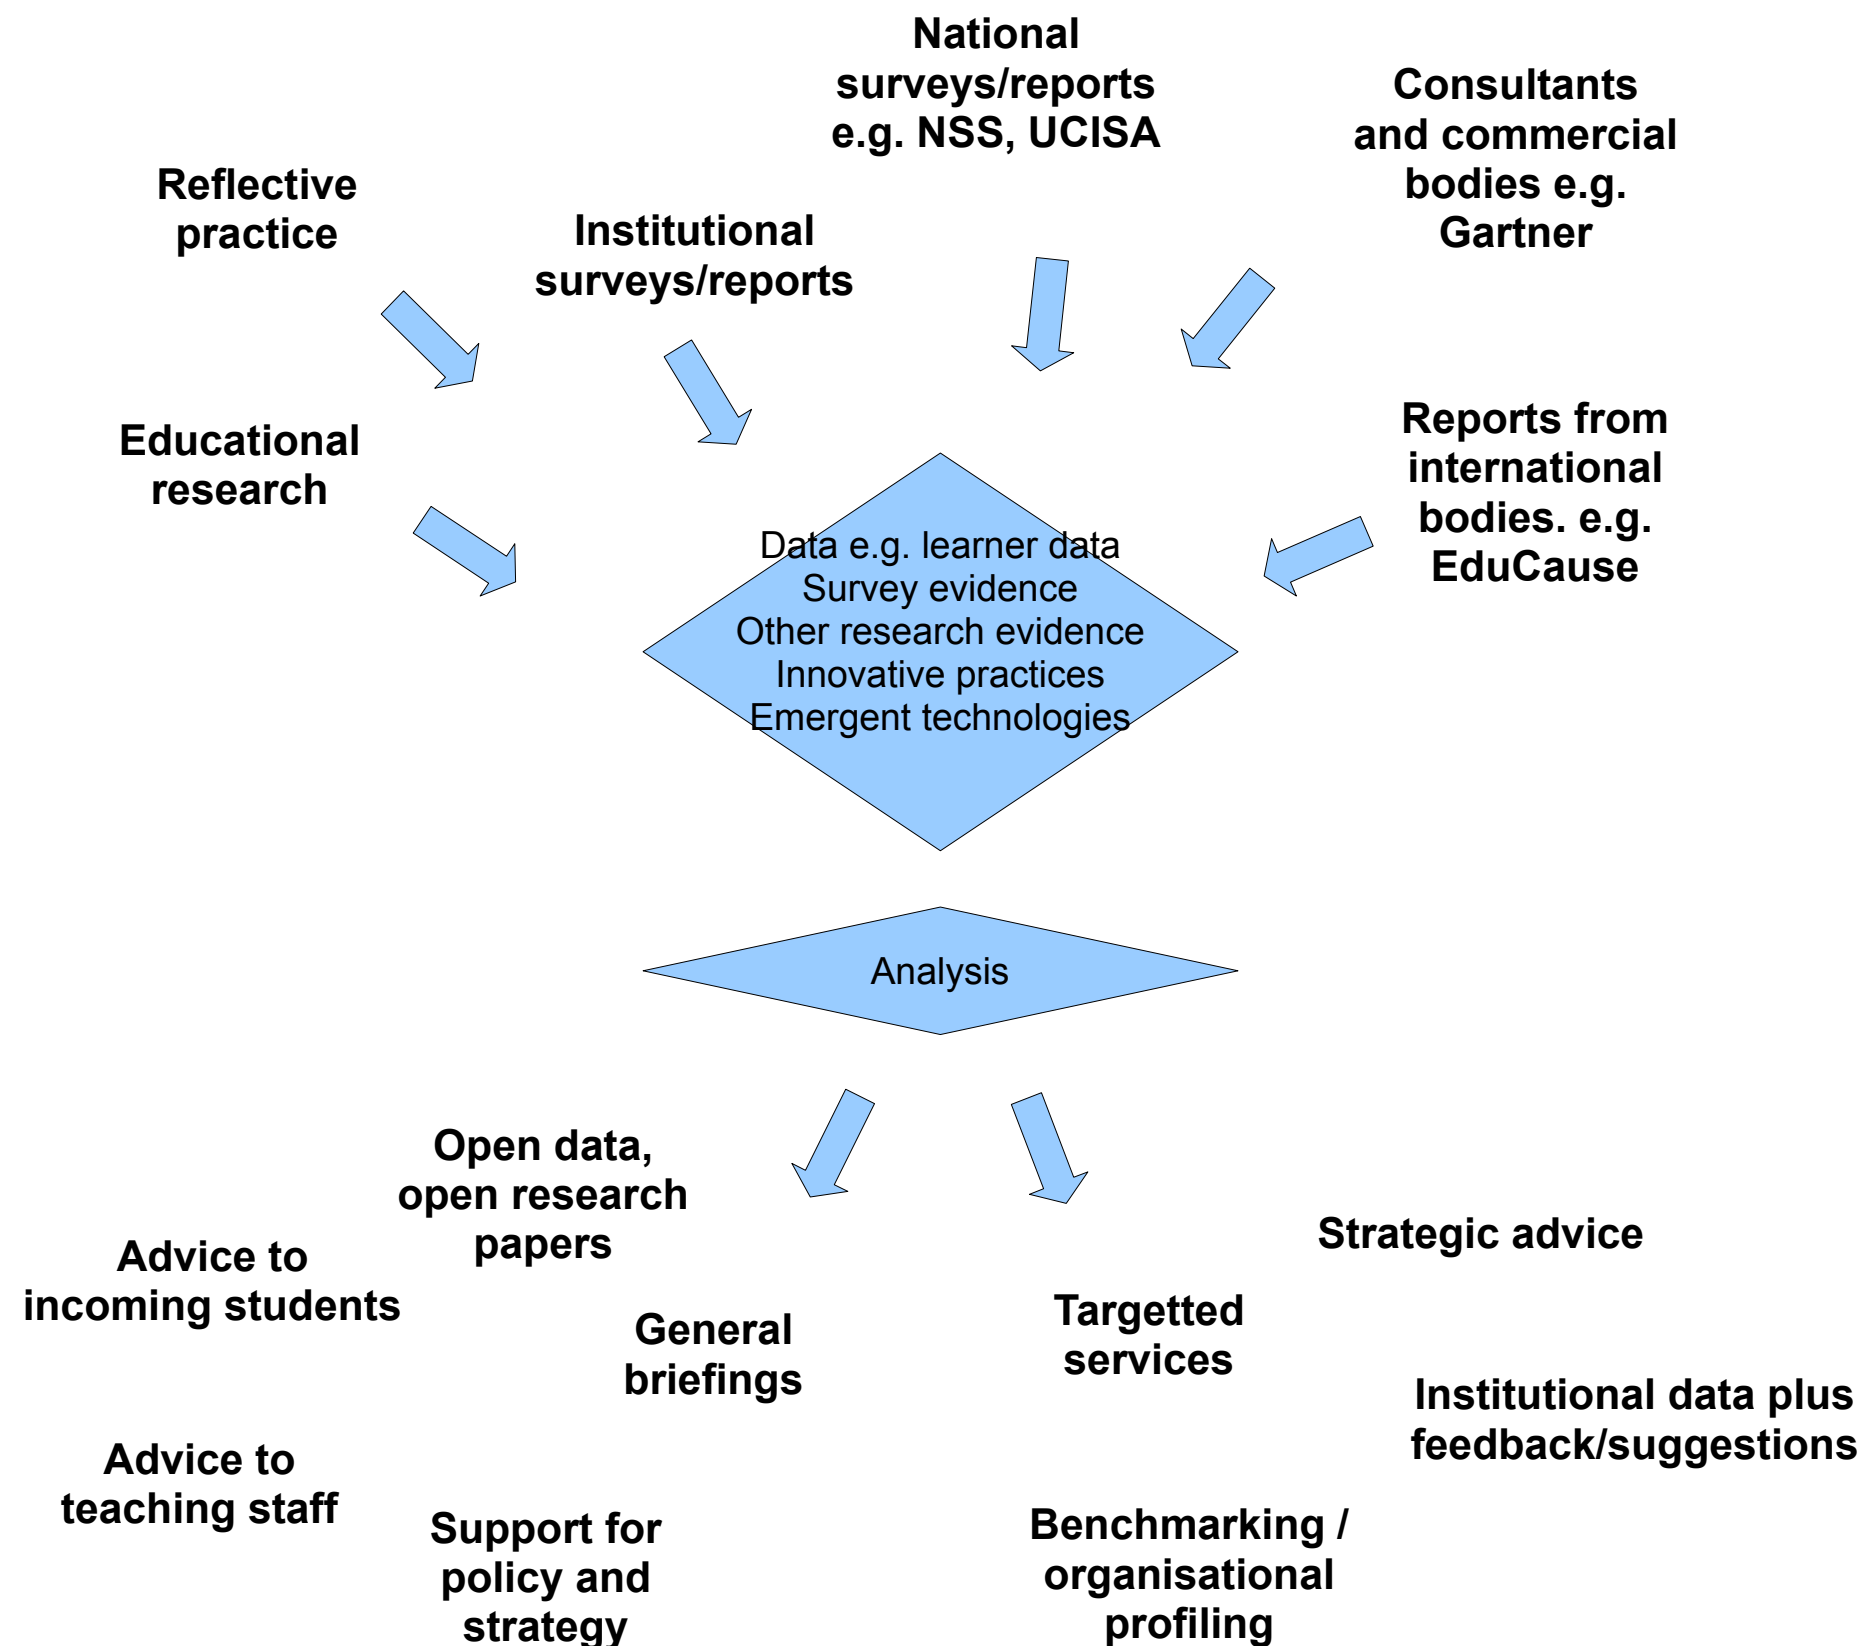 National
surveys/reports
e.g. NSS, UCISA
Consultants
and commercial
bodies e.g.
Gartner
Reflective
practice
Institutional
surveys/reports
Educational
research
Reports from
international
bodies. e.g.
EduCause
Data e.g. learner data
Survey evidence
Other research evidence
Innovative practices
Emergent technologies
Analysis
Open data,
open research
papers
Advice to
incoming students
General
briefings
Targetted
services
Strategic advice
Institutional data plus
feedback/suggestions
Advice to
teaching staff
Support for
policy and
strategy
Benchmarking /
organisational
profiling